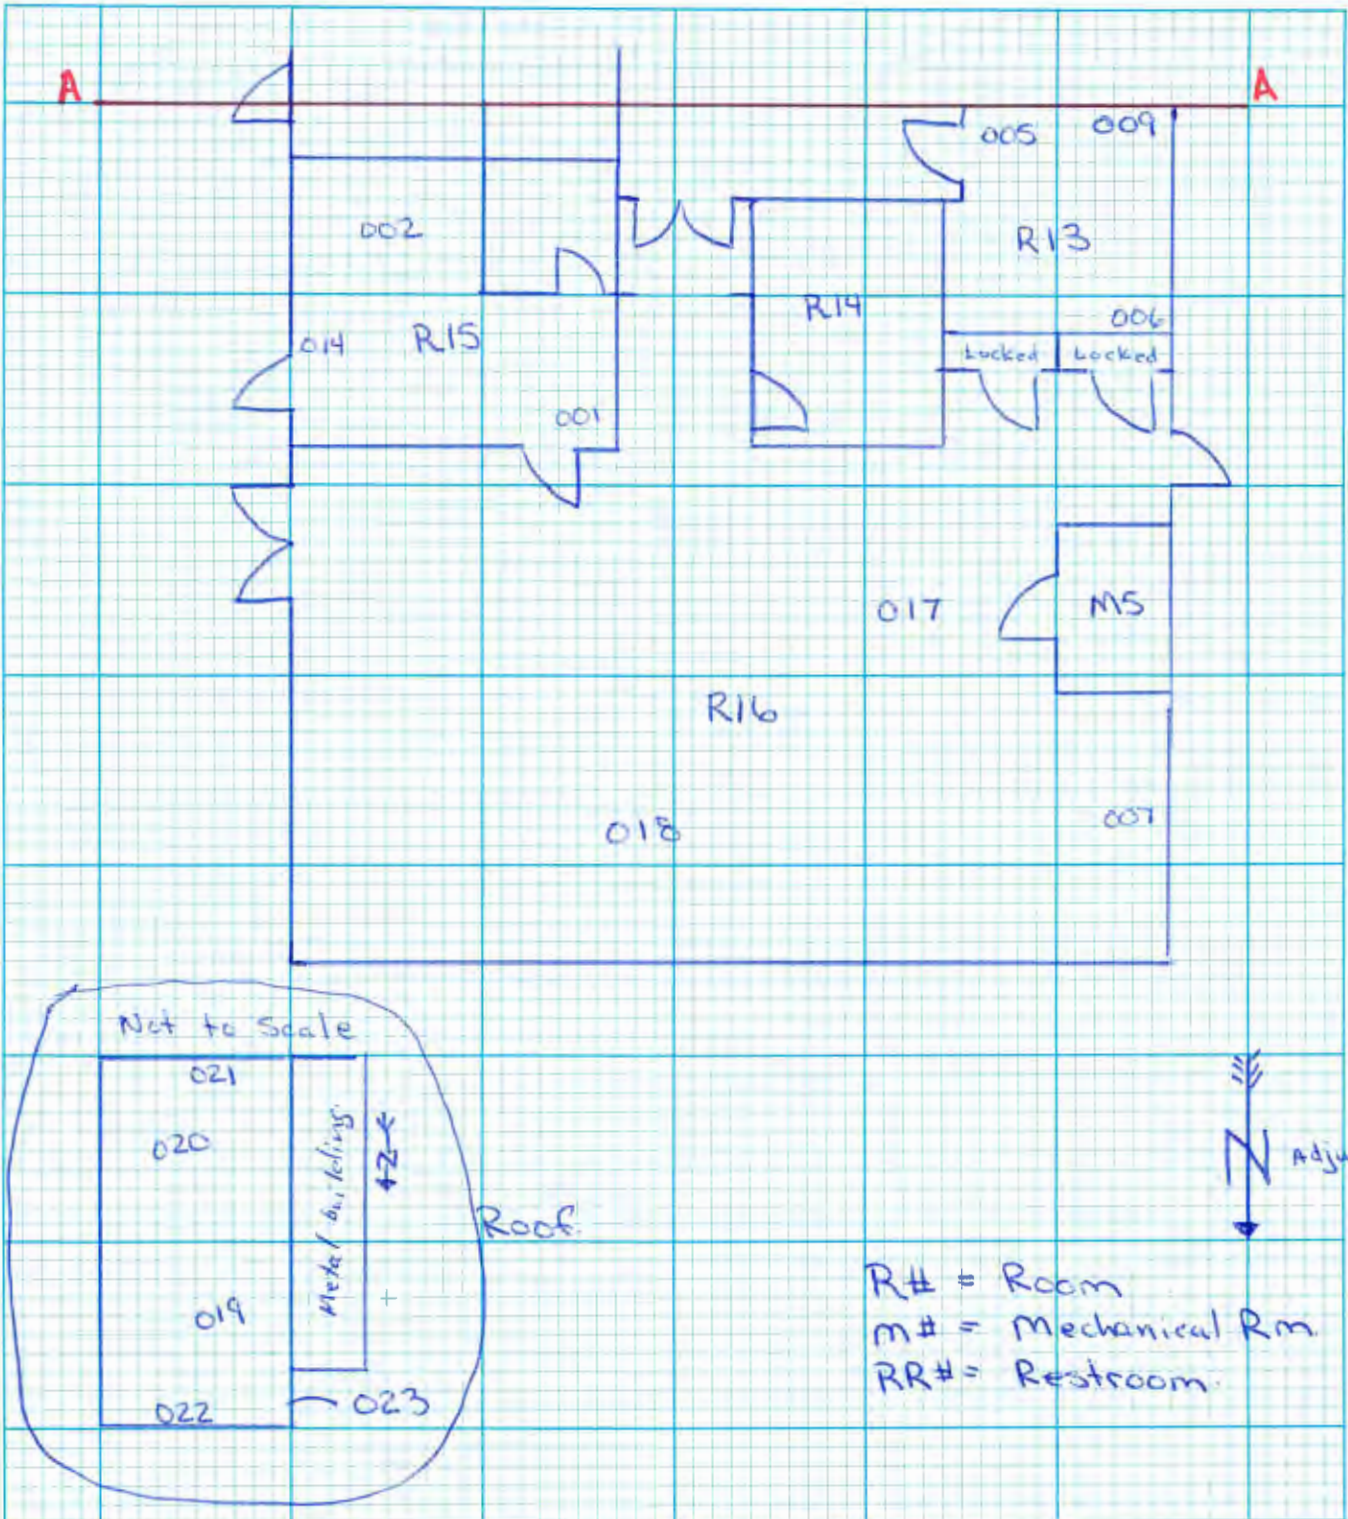 A
A
005
009
002
R13
R14
006
014
R15
Locked
Locked
001
017
M5
R16
018
007
Not to Scale
021
020
Metal building
N
N
Roof.
019
R# = Room
M# = Mechanical Rm.
RR# = Restroom.
022
023